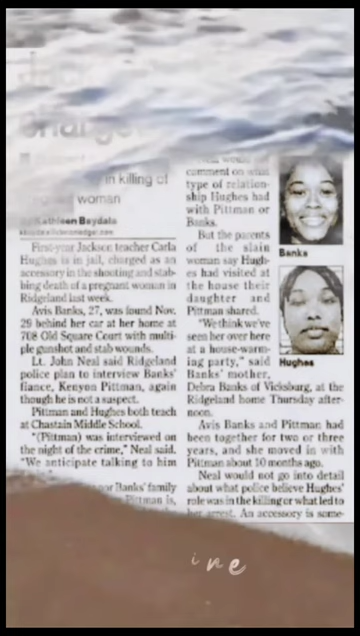 change
in killing of
woman
By Kathleen Baydala
First-year Jackson teacher Carla
Hughes is in jail, charged as an
accessory in the shooting and stab-
bing death of a pregnant woman in
Ridgeland last week.
Avis Banks, 27, was found Nov.
29 behind her car at her home at
708 Old Square Court with multi-
ple gunshot and stab wounds.
Lt. John Neal said Ridgeland
police plan to interview Banks'
fiance, Kenyon Pittman, again
though he is not a suspect.
Pittman and Hughes both teach
at Chastain Middle School.
"(Pittman) was interviewed on
the night of the crime," Neal said.
"We anticipate talking to him
Banks' family
Pittman is,
comment on what
type of relation-
ship Hughes had
with Pittman or
Banks.
But the parents
of the slain
woman say Hugh-
es had visited at
the house their
daughter and
Pittman shared.
"We think we've
seen her over here
at a house-warm-
ing party," said
Banks' mother,
Debra Banks of Vicksburg, at the
Ridgeland home Thursday after-
noon.
Avis Banks and Pittman had
been together for two or three
years, and she moved in with
Pittman about 10 months ago.
Neal would not go into detail
about what police believe Hughes'
role was in the killing or what led to
her arrest. An accessory is some-
Banks
Hughes
ine